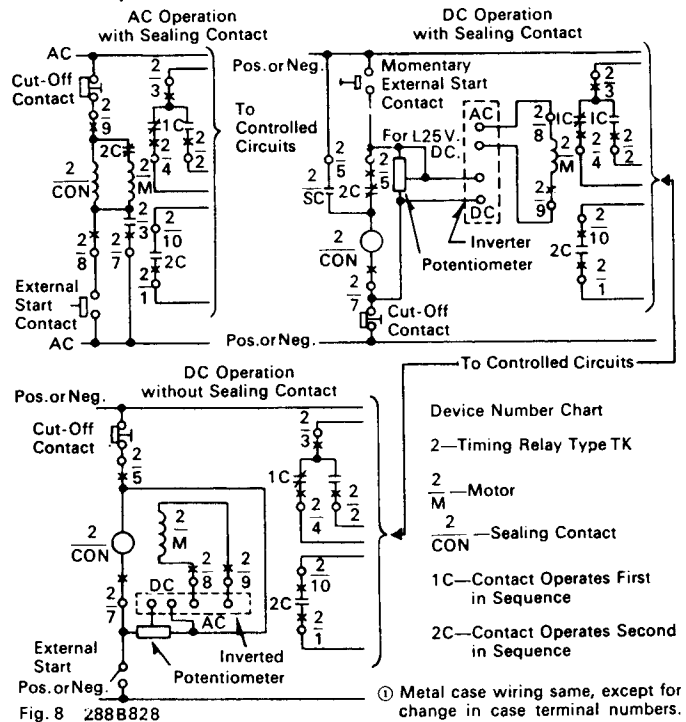 AC Operation
with Sealing Contact
AC
Cut-Off
Contact
2
9
2
3
2C
1C
2
4
2
2
2
CON
2
M
2
3
2
10
2C
2
8
2
7
2
1
External
Start
Contact
AC
To
Controlled
Circuits
DC Operation
with Sealing Contact
Pos.or Neg.
Momentary
External Start
Contact
AC
For L25V.
DC.
2
8
2
3
1C
1C
2
5
2
5
2
M
2
4
2
2
2
SC
2C
DC
2
9
2
10
2
CON
Inverter
Potentiometer
2C
2
7
2
1
Cut-Off
Contact
Pos.or Neg.
To Controlled Circuits
DC Operation
without Sealing Contact
Pos.or Neg.
Cut-Off
Contact
2
5
2
3
1C
2
M
2
4
2
2
2
CON
2
8
2
9
DC
AC
2
10
2C
2
1
2
7
External
Start
Inverted
Potentiometer
Pos.or Neg.
Device Number Chart
2—Timing Relay Type TK
2
M —Motor
2
CON —Sealing Contact
1C—Contact Operates First
in Sequence
2C—Contact Operates Second
in Sequence
① Metal case wiring same, except for
change in case terminal numbers.
Fig. 8 288B828